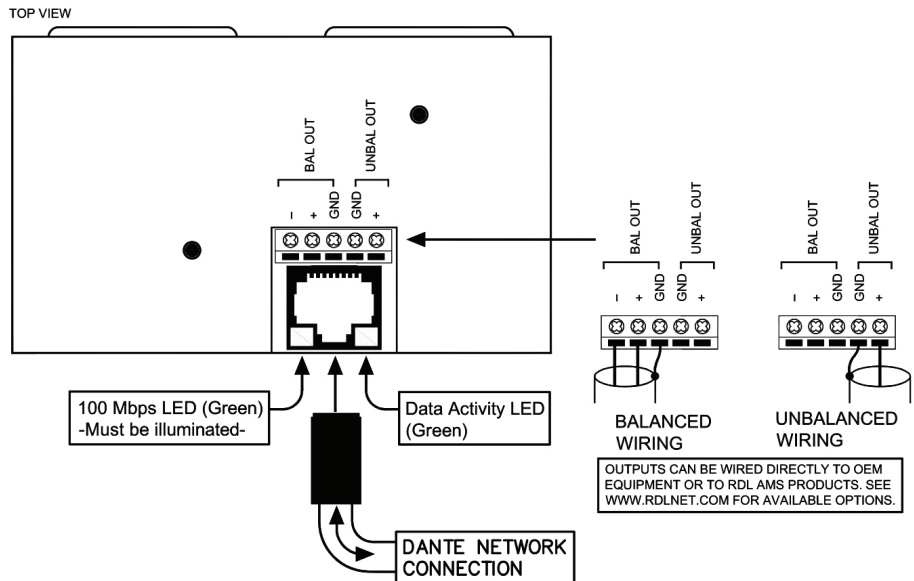 TOP VIEW
BAL OUT
UNBAL OUT
– + GND GND +
BAL OUT
UNBAL OUT
– + GND GND +
BAL OUT
UNBAL OUT
– + GND GND +
100 Mbps LED (Green)
-Must be illuminated-
Data Activity LED
(Green)
BALANCED
WIRING
UNBALANCED
WIRING
OUTPUTS CAN BE WIRED DIRECTLY TO OEM
EQUIPMENT OR TO RDL AMS PRODUCTS. SEE
WWW.RDLNET.COM FOR AVAILABLE OPTIONS.
DANTE NETWORK
CONNECTION